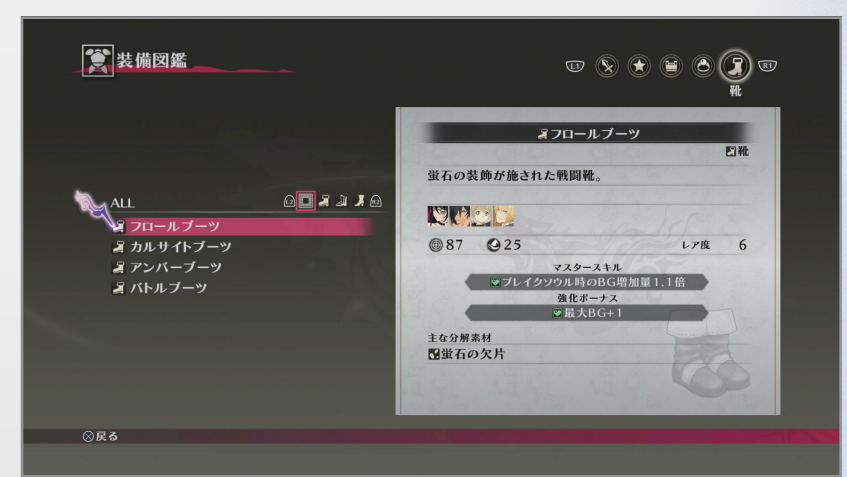 装備図鑑
L1 R1
靴
フロールブーツ
靴
蛍石の装飾が施された戦闘靴。
ALL L2 R2
フロールブーツ
カルサイトブーツ
アンバーブーツ
バトルブーツ
87 25 レア度 6
マスタースキル
ブレイクソウル時のBG増加量1.1倍
強化ボーナス
最大BG+1
主な分解素材
蛍石の欠片
戻る